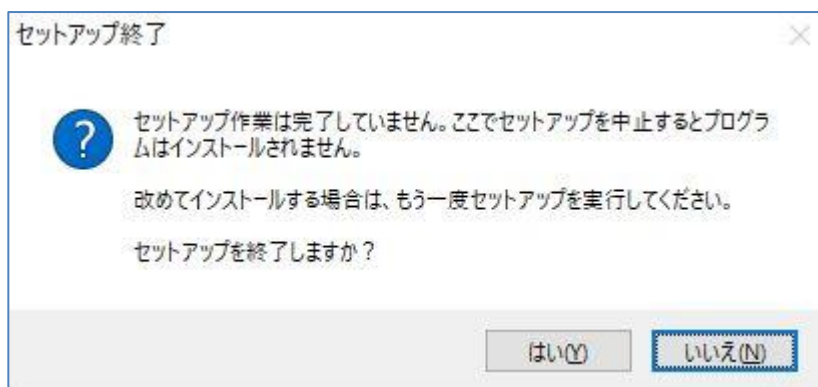 セットアップ終了
セットアップ作業は完了していません。ここでセットアップを中止するとプログラ
ムはインストールされません。
改めてインストールする場合は、もう一度セットアップを実行してください。
セットアップを終了しますか？
はい(Y)
いいえ(N)